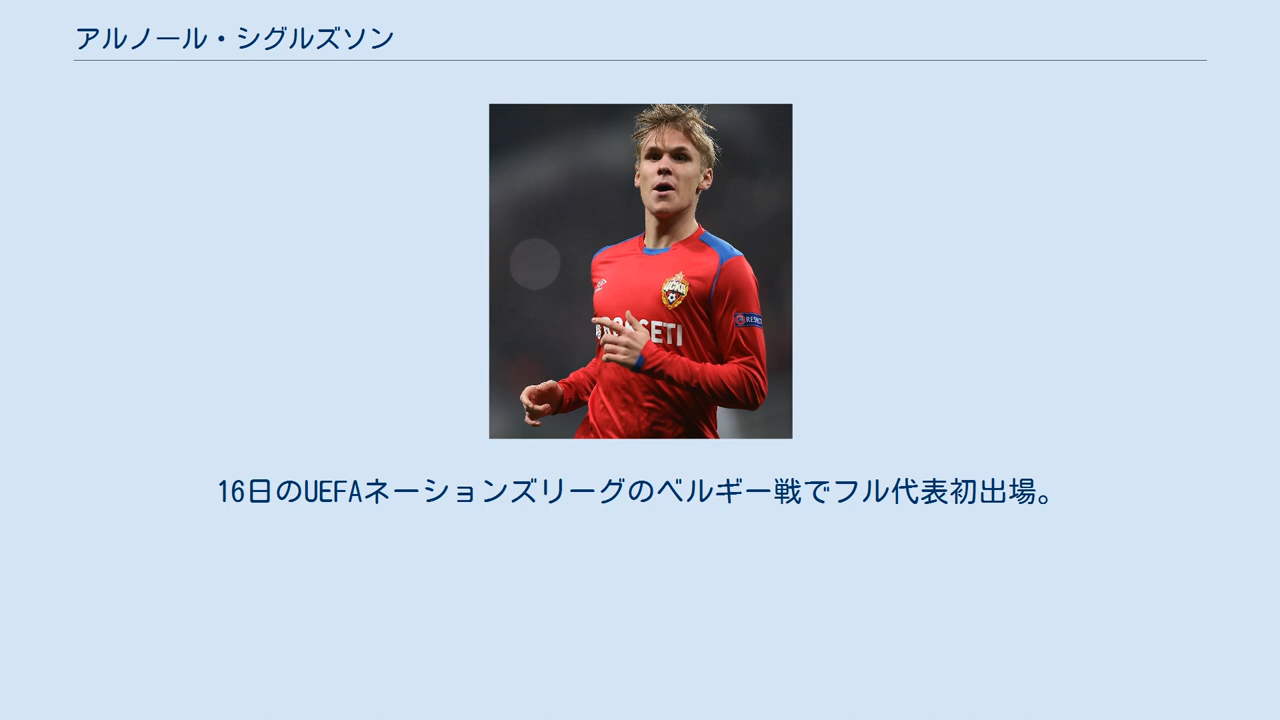 アルノール・シグルズソン
ЦСКА
RESPECT
16日のUEFAネーションズリーグのベルギー戦でフル代表初出場。